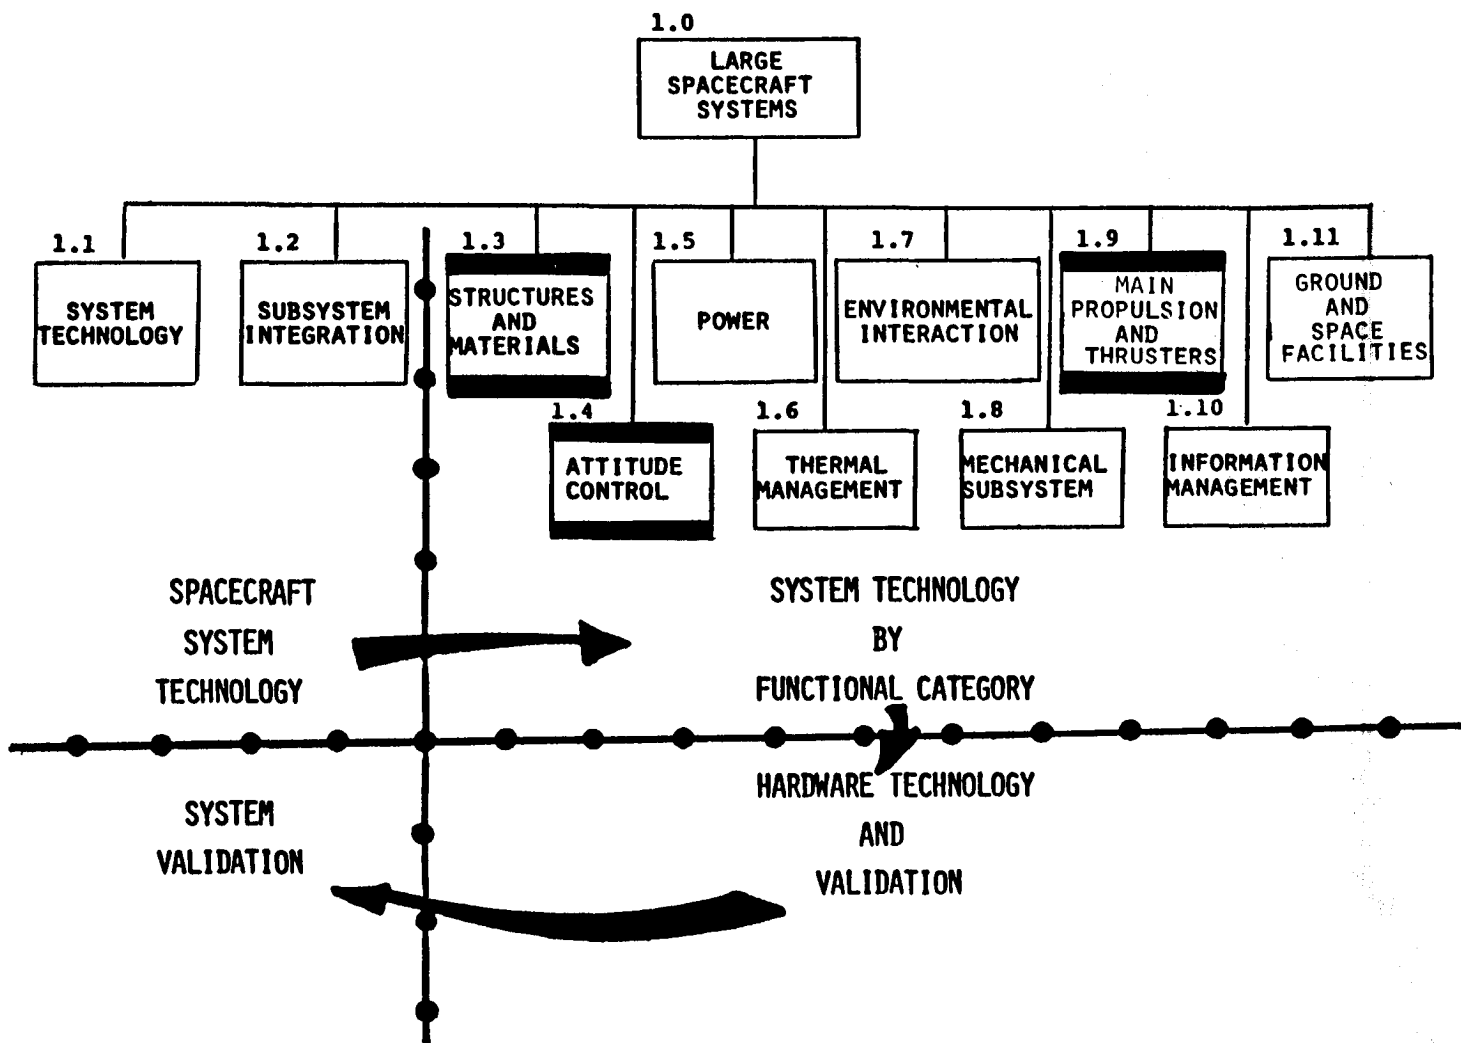 1.0
LARGE
SPACECRAFT
SYSTEMS
1.1
SYSTEM
TECHNOLOGY
1.2
SUBSYSTEM
INTEGRATION
1.3
STRUCTURES
AND
MATERIALS
1.4
ATTITUDE
CONTROL
1.5
POWER
1.6
THERMAL
MANAGEMENT
1.7
ENVIRONMENTAL
INTERACTION
1.8
MECHANICAL
SUBSYSTEM
1.9
MAIN
PROPULSION
AND
THRUSTERS
1.10
INFORMATION
MANAGEMENT
1.11
GROUND
AND
SPACE
FACILITIES
SPACECRAFT
SYSTEM
TECHNOLOGY
SYSTEM TECHNOLOGY
BY
FUNCTIONAL CATEGORY
HARDWARE TECHNOLOGY
AND
VALIDATION
SYSTEM
VALIDATION